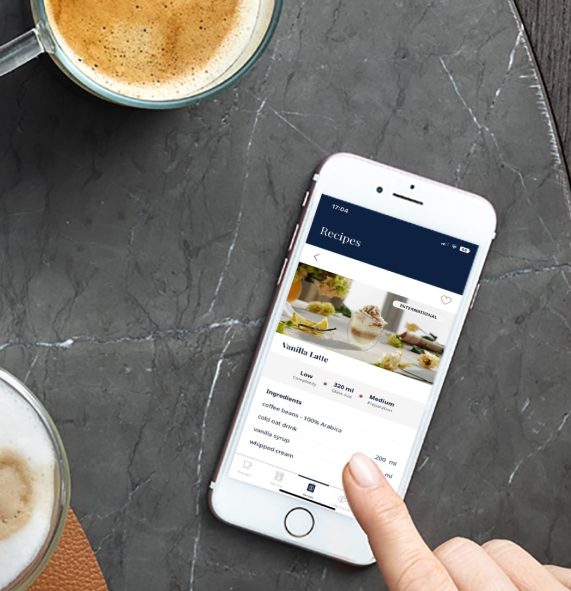 17:04
Recipes
INTERNATIONAL
Vanilla Latte
Low
Complexity
320 ml
Glass size
Medium
Preparation
Ingredients
coffee beans - 100% Arabica
cold oat drink
200 ml
vanilla syrup
ml
whipped cream